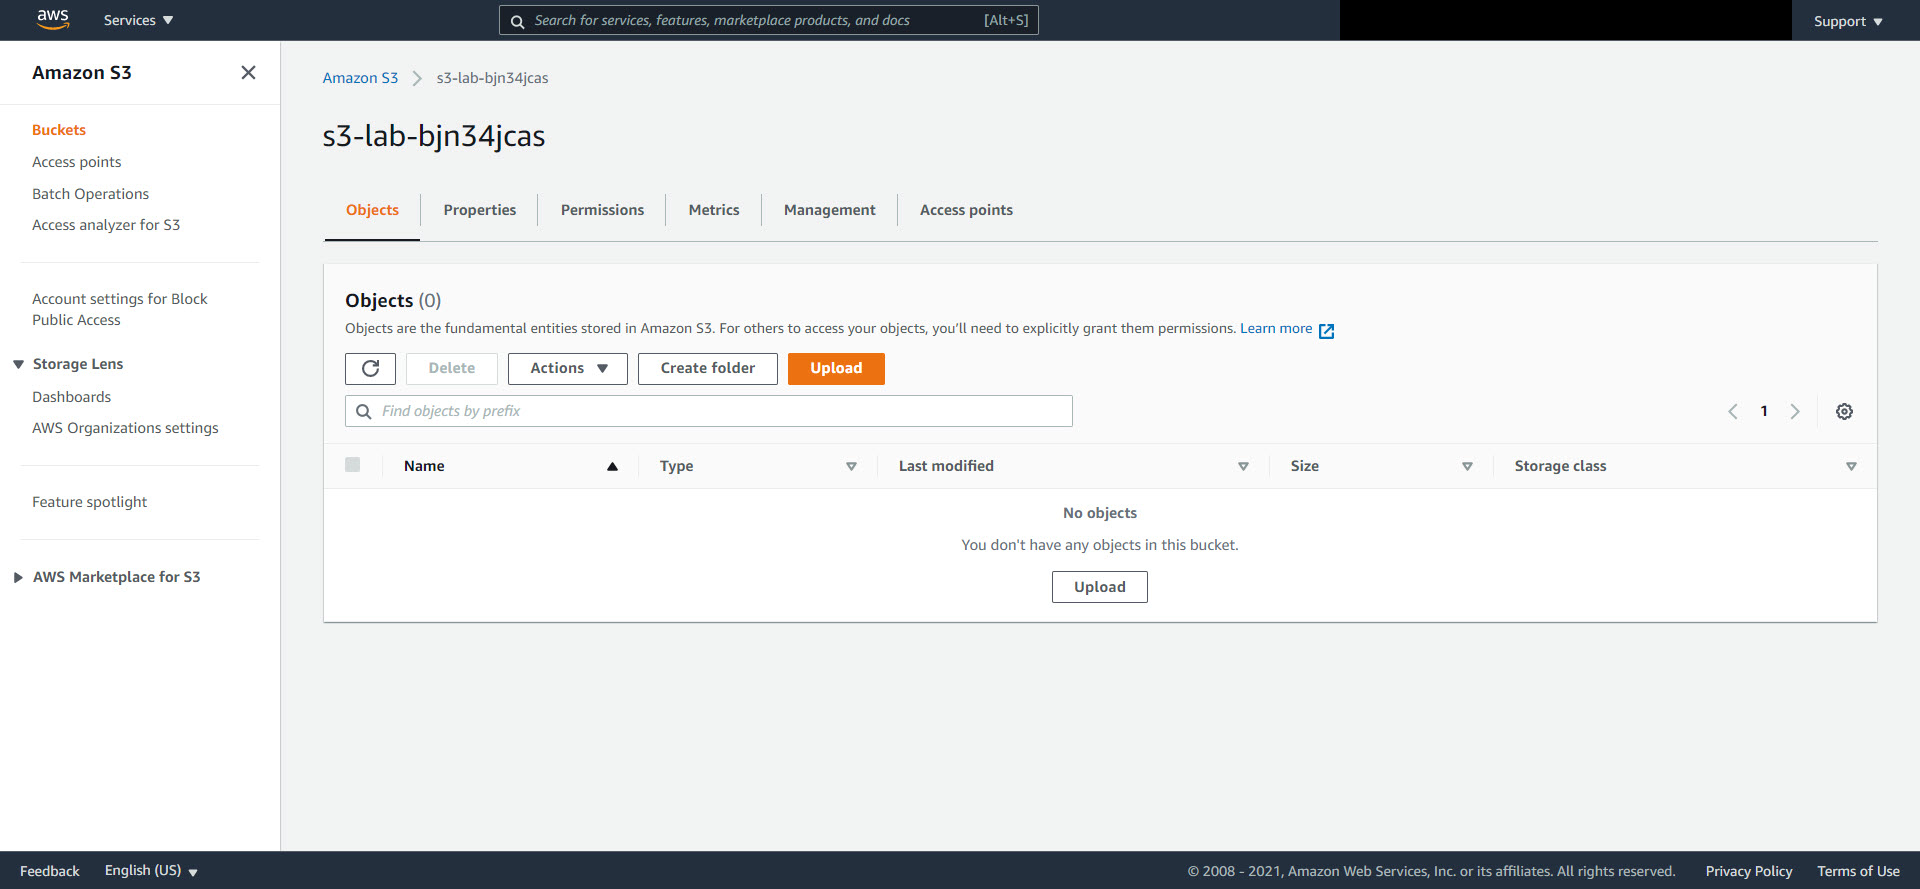 aws Services Search for services, features, marketplace products, and docs [Alt+S] Support
Amazon S3
Buckets
Access points
Batch Operations
Access analyzer for S3
Account settings for Block
Public Access
Storage Lens
Dashboards
AWS Organizations settings
Feature spotlight
AWS Marketplace for S3
Amazon S3 s3-lab-bjn34jcas
s3-lab-bjn34jcas
Objects Properties Permissions Metrics Management Access points
Objects (0)
Objects are the fundamental entities stored in Amazon S3. For others to access your objects, you’ll need to explicitly grant them permissions. Learn more
Delete Actions Create folder Upload
Find objects by prefix 1
Name Type Last modified Size Storage class
No objects
You don't have any objects in this bucket.
Upload
Feedback English (US) © 2008 - 2021, Amazon Web Services, Inc. or its affiliates. All rights reserved. Privacy Policy Terms of Use